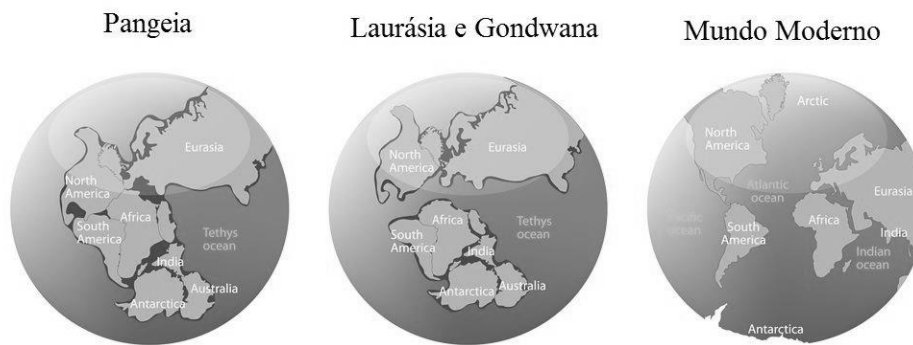 Pangeia
Eurasia
North
America
Africa
South
America
Tethys
ocean
India
Australia
Antarctica
Laurásia e Gondwana
Eurasia
North
America
Africa
South
America
Tethys
ocean
India
Australia
Antarctica
Mundo Moderno
Arctic
North
America
Atlantic
ocean
Eurasia
Pacific
ocean
Africa
South
America
India
Indian
ocean
Antarctica